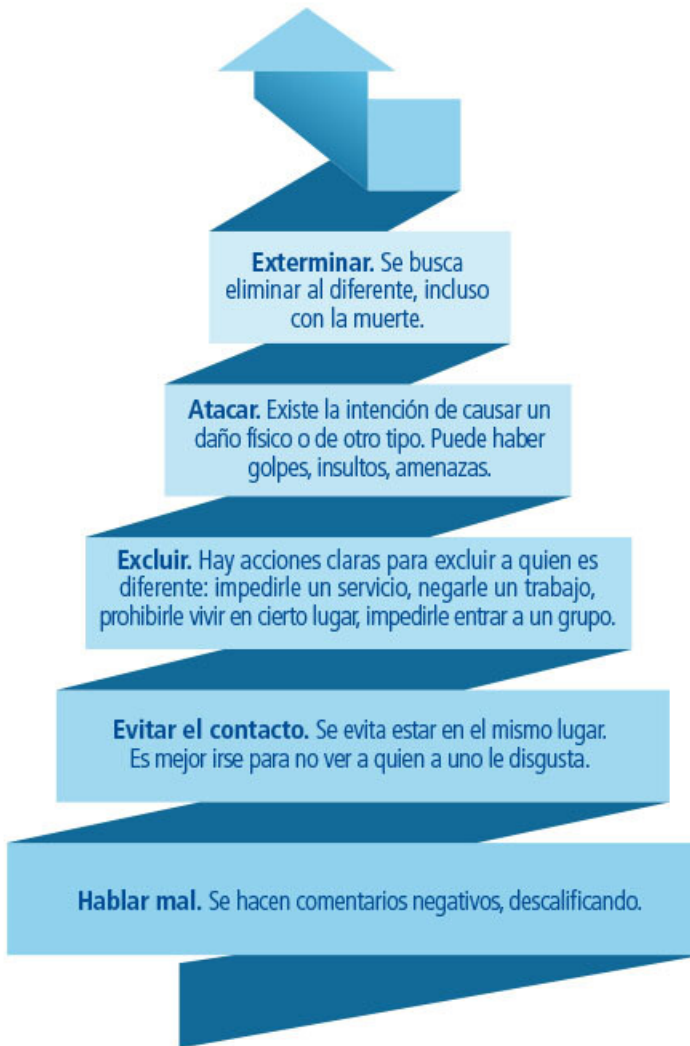 Exterminar. Se busca
eliminar al diferente, incluso
con la muerte.
Atacar. Existe la intención de causar un
daño físico o de otro tipo. Puede haber
golpes, insultos, amenazas.
Excluir. Hay acciones claras para excluir a quien es
diferente: impedirle un servicio, negarle un trabajo,
prohibirle vivir en cierto lugar, impedirle entrar a un grupo.
Evitar el contacto. Se evita estar en el mismo lugar.
Es mejor irse para no ver a quien a uno le disgusta.
Hablar mal. Se hacen comentarios negativos, descalificando.